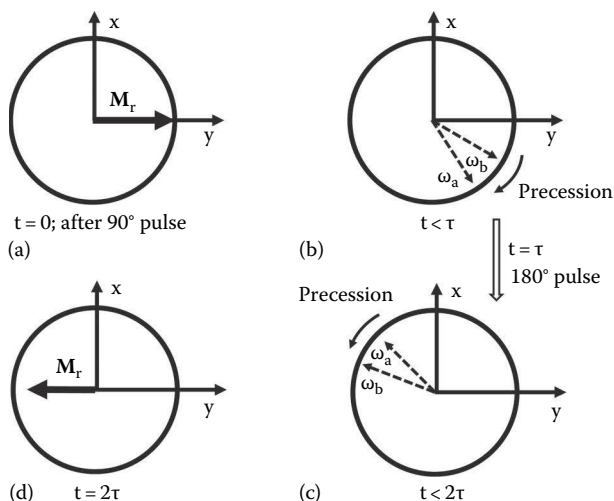 x
M_r
y
t = 0; after 90° pulse
(a)
x
y
ω_b
ω_a
Precession
t < τ
(b)
t = τ
180° pulse
x
M_r
y
(d)
t = 2τ
Precession
x
ω_a
ω_b
y
(c)
t < 2τ